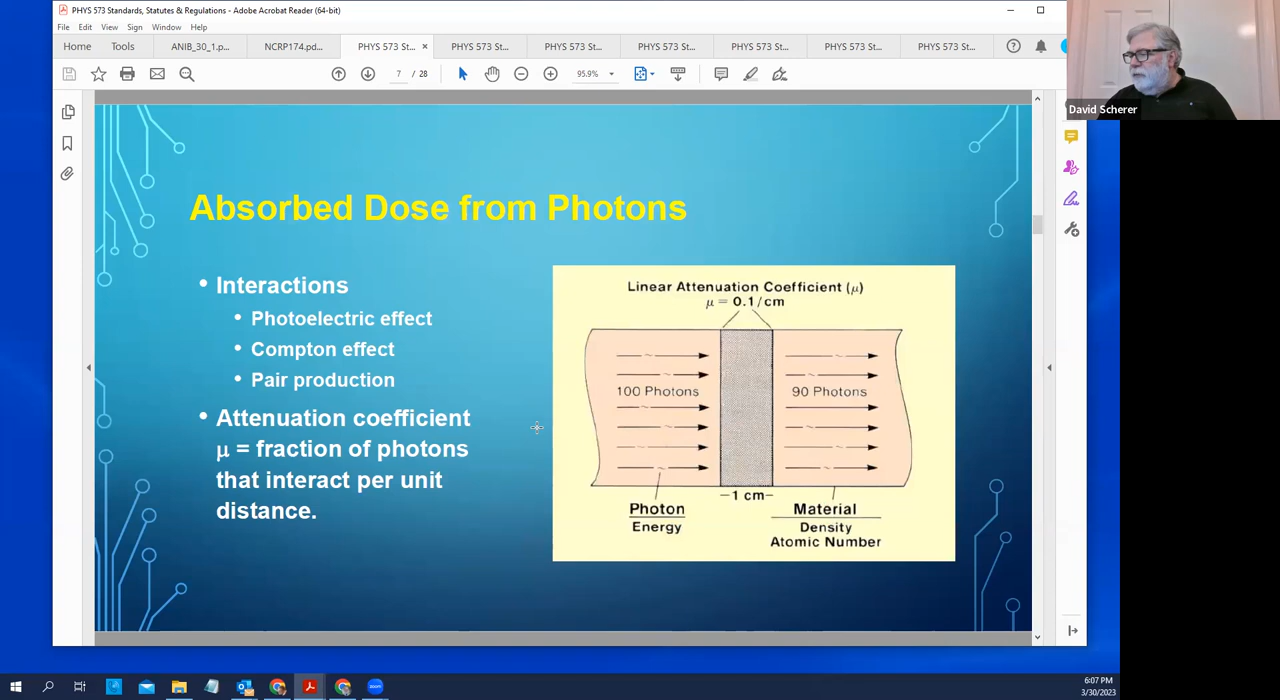 PHYS 573 Standards, Statutes & Regulations - Adobe Acrobat Reader (64-bit)
File Edit View Sign Window Help
Home Tools ANIB_30_1.p... NCRP174.pd... PHYS 573 St... × PHYS 573 St... PHYS 573 St... PHYS 573 St... PHYS 573 St... PHYS 573 St... PHYS 573 St...
7 / 28 95.9%
David Scherer
Absorbed Dose from Photons
• Interactions
• Photoelectric effect
• Compton effect
• Pair production
• Attenuation coefficient
μ = fraction of photons
that interact per unit
distance.
Linear Attenuation Coefficient (μ)
μ = 0.1/cm
100 Photons
90 Photons
1 cm
Photon
Energy
Material
Density
Atomic Number
6:07 PM
3/30/2023